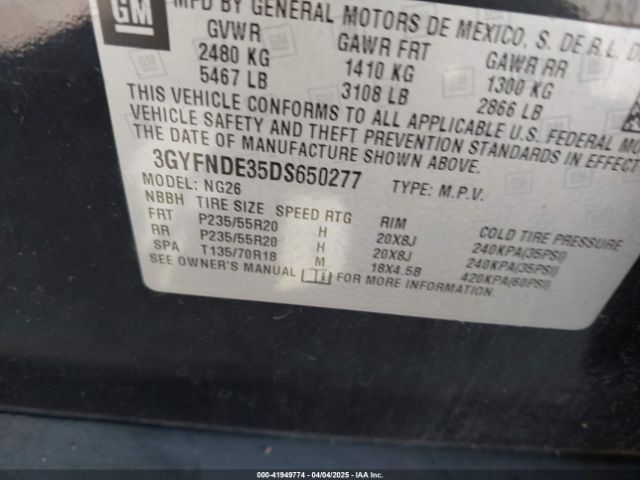 GM
MFD BY GENERAL MOTORS DE MEXICO, S. DE R.L. D
GVWR GAWR FRT GAWR RR
2480 KG 1410 KG 1300 KG
5467 LB 3108 LB 2866 LB
THIS VEHICLE CONFORMS TO ALL APPLICABLE U.S. FEDERAL MO
VEHICLE SAFETY AND THEFT PREVENTION STANDARDS IN EFFECT
THE DATE OF MANUFACTURE SHOWN ABOVE.
3GYFNDE35DS650277 TYPE: M.P.V.
MODEL: NG26
NBBH TIRE SIZE SPEED RTG RIM COLD TIRE PRESSURE
FRT P235/55R20 H 20X8J 240KPA(35PSI)
RR P235/55R20 H 20X8J 240KPA(35PSI)
SPA T135/70R18 M 18X4.5B 420KPA(60PSI)
SEE OWNER'S MANUAL FOR MORE INFORMATION.
000-41949774 - 04/04/2025 - IAAI.COM